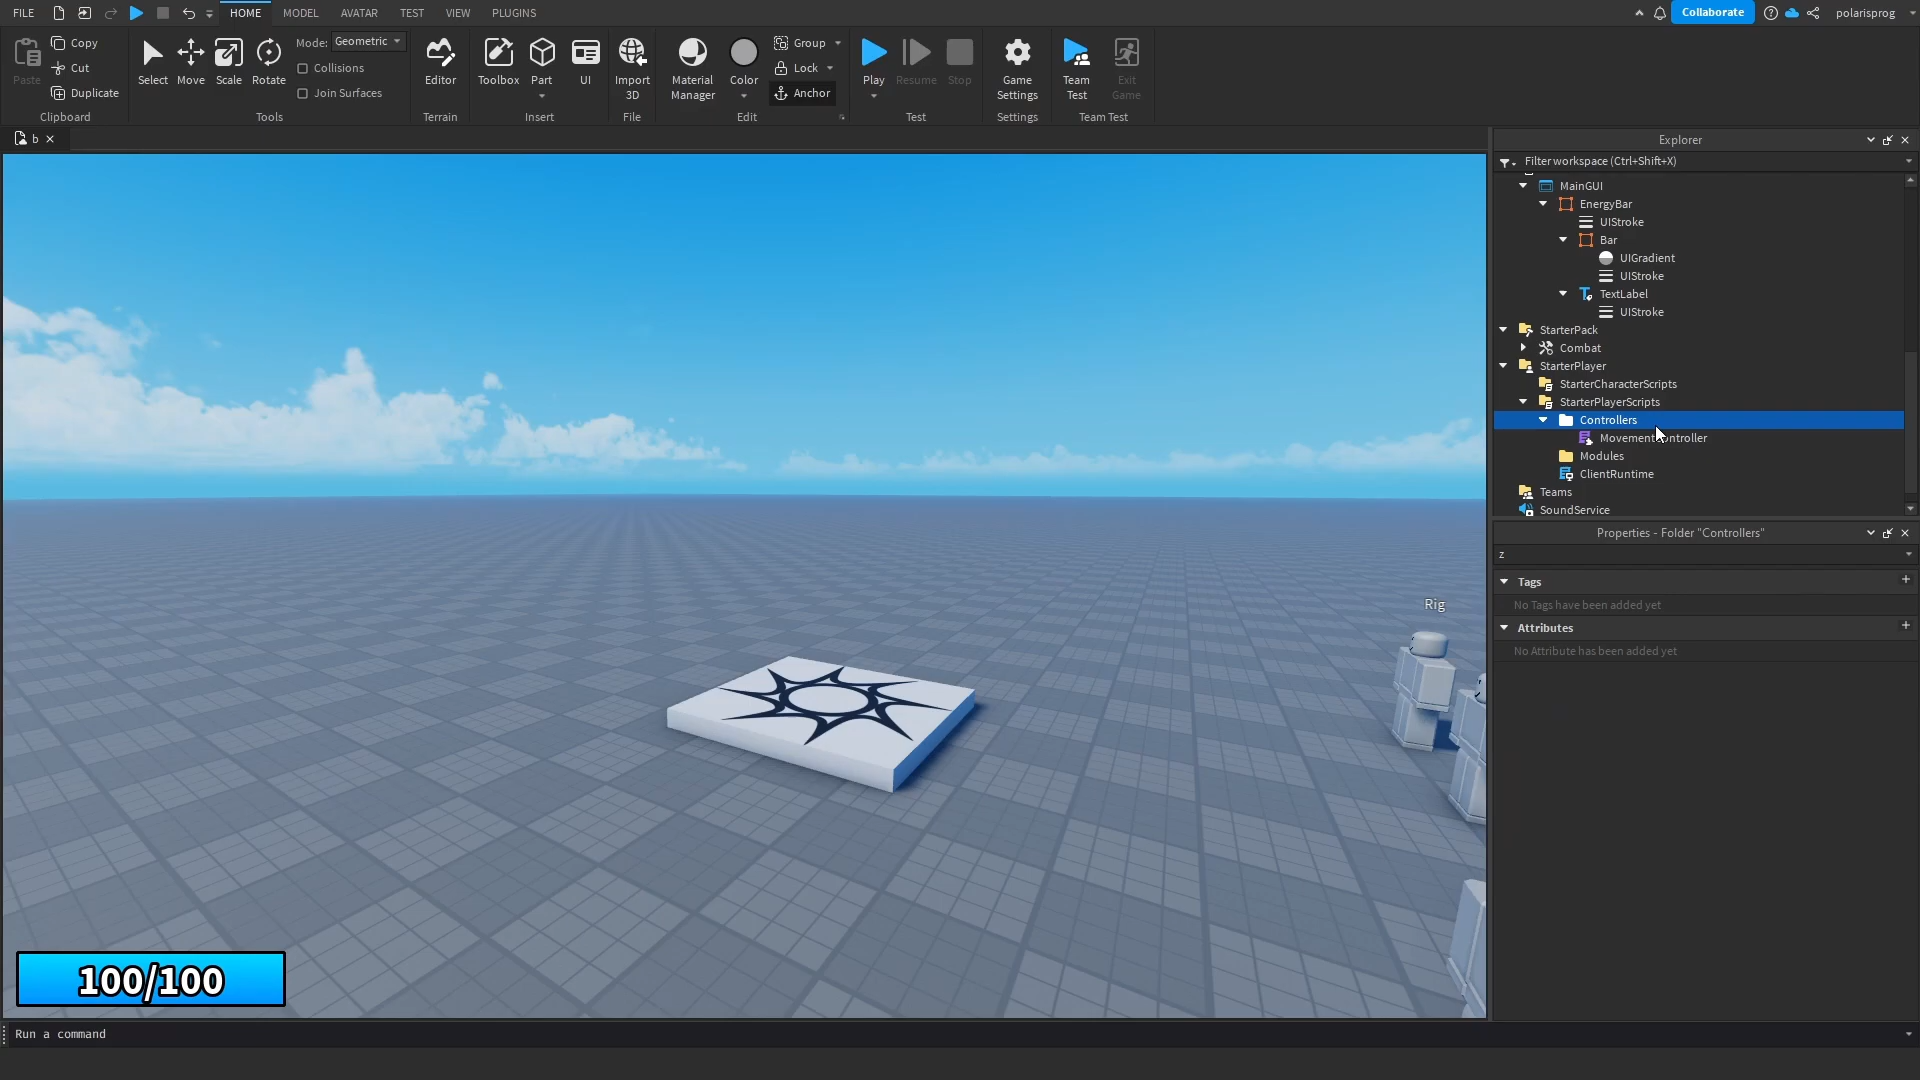 FILE
HOME
MODEL
AVATAR
TEST
VIEW
PLUGINS
Collaborate
polarisprog
Paste
Copy
Cut
Duplicate
Clipboard
Select
Move
Scale
Rotate
Mode:
Geometric
Collisions
Join Surfaces
Tools
Editor
Terrain
Toolbox
Part
UI
Insert
Import
3D
File
Material
Manager
Color
Group
Lock
Anchor
Edit
Play
Resume
Stop
Test
Game
Settings
Settings
Team
Test
Exit
Game
Team Test
b
Explorer
Filter workspace (Ctrl+Shift+X)
MainGUI
EnergyBar
UIStroke
Bar
UIGradient
UIStroke
TextLabel
UIStroke
StarterPack
Combat
StarterPlayer
StarterCharacterScripts
StarterPlayerScripts
Controllers
MovementController
Modules
ClientRuntime
Teams
SoundService
Properties - Folder "Controllers"
z
Tags
No Tags have been added yet
Attributes
No Attribute has been added yet
Rig
100/100
Run a command